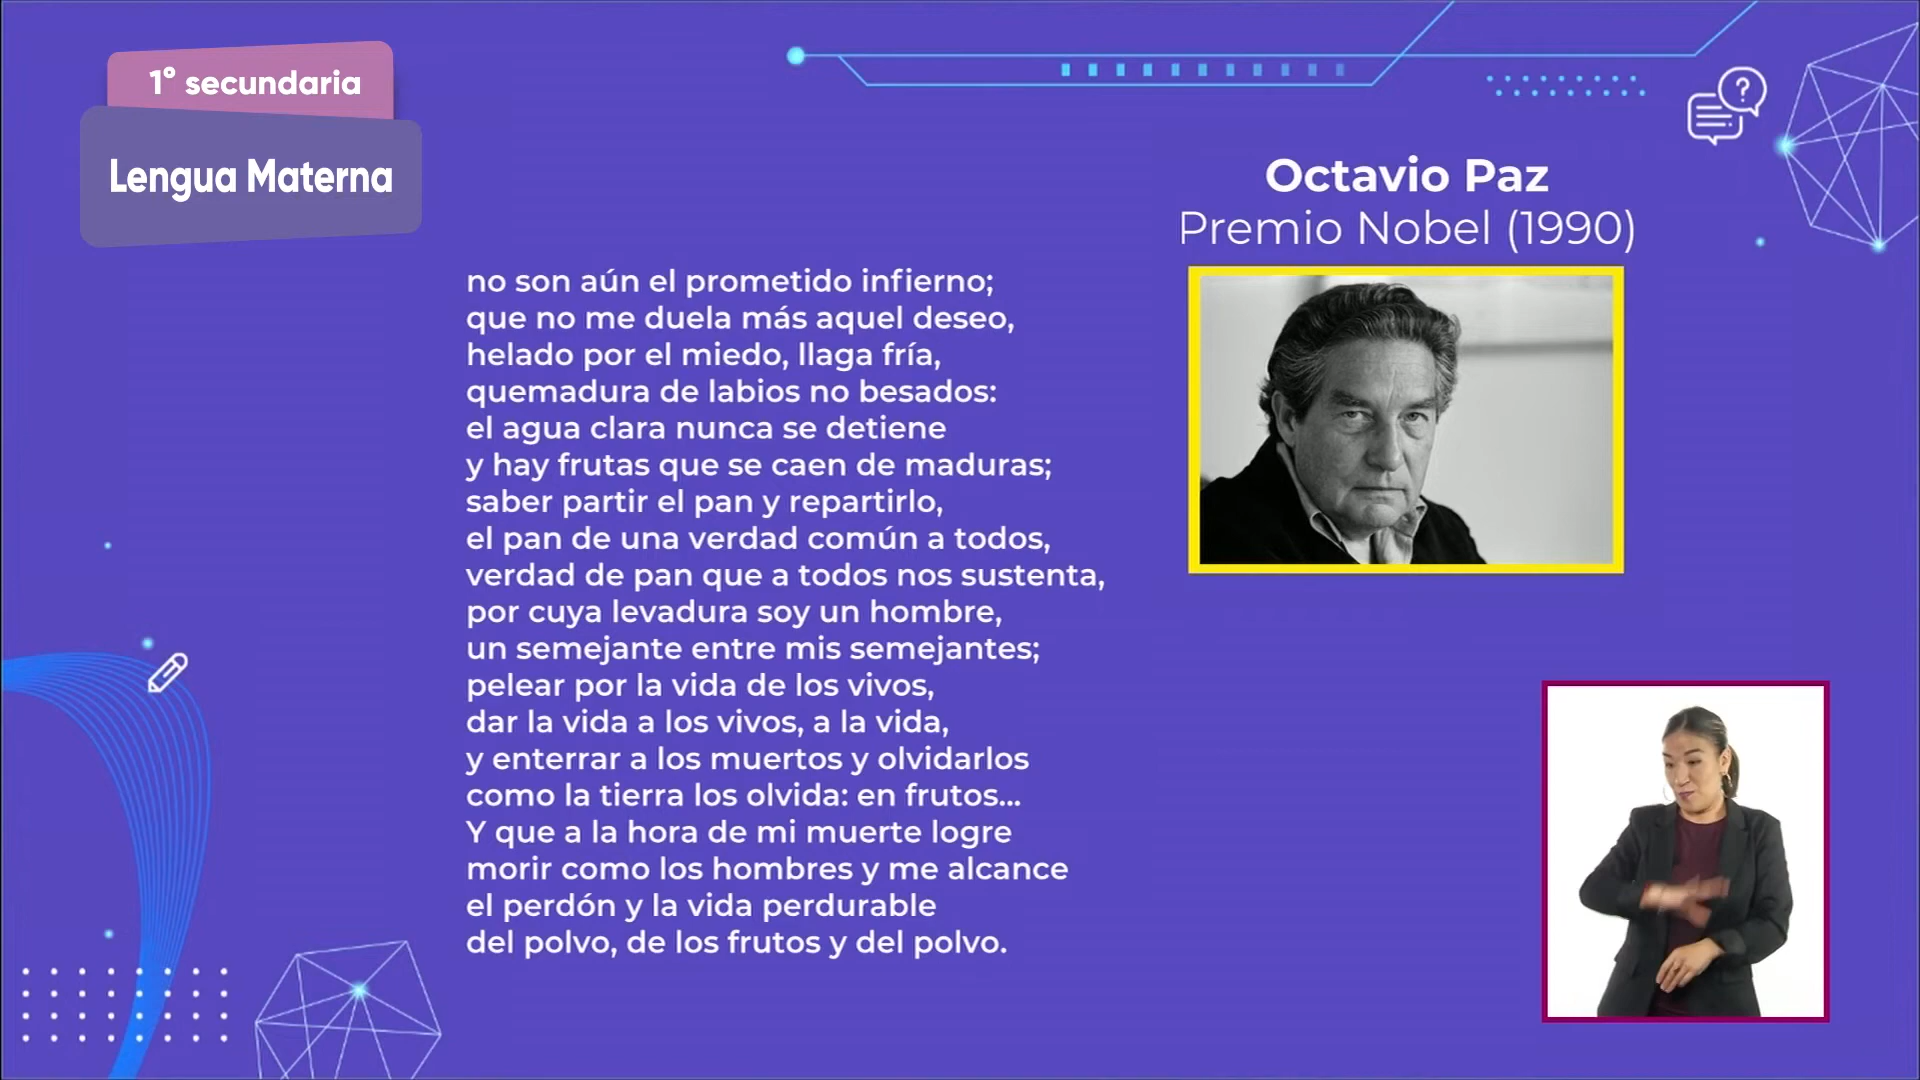 1° secundaria
Lengua Materna
Octavio Paz
Premio Nobel (1990)
no son aún el prometido infierno;
que no me duela más aquel deseo,
helado por el miedo, llaga fría,
quemadura de labios no besados:
el agua clara nunca se detiene
y hay frutas que se caen de maduras;
saber partir el pan y repartirlo,
el pan de una verdad común a todos,
verdad de pan que a todos nos sustenta,
por cuya levadura soy un hombre,
un semejante entre mis semejantes;
pelear por la vida de los vivos,
dar la vida a los vivos, a la vida,
y enterrar a los muertos y olvidarlos
como la tierra los olvida: en frutos...
Y que a la hora de mi muerte logre
morir como los hombres y me alcance
el perdón y la vida perdurable
del polvo, de los frutos y del polvo.